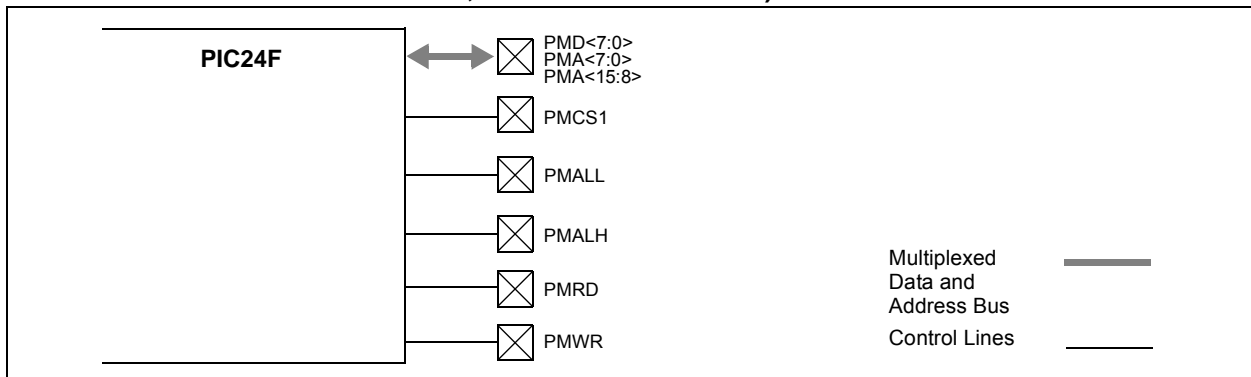 PIC24F
PMD<7:0>
PMA<7:0>
PMA<15:8>
PMCS1
PMALL
PMALH
PMRD
PMWR
Multiplexed
Data and
Address Bus
Control Lines